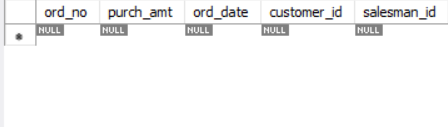 ord_no purch_amt ord_date customer_id salesman_id
NULL NULL NULL NULL NULL